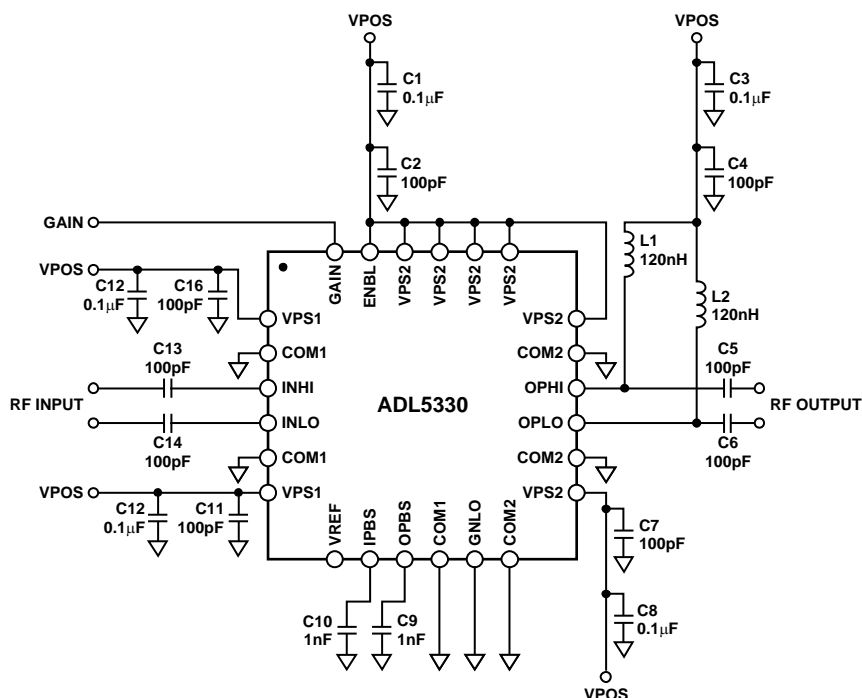 VPOS
VPOS
C1
0.1μF
C3
0.1μF
C2
100pF
C4
100pF
GAIN
L1
120nH
VPOS
C12
0.1μF
C16
100pF
GAIN
ENBL
VPS2
VPS2
VPS2
VPS2
L2
120nH
VPS1
VPS2
COM1
COM2
C13
100pF
C5
100pF
INHI
OPHI
RF INPUT
ADL5330
RF OUTPUT
INLO
OPLO
C14
100pF
C6
100pF
COM1
COM2
VPOS
VPS1
VPS2
C12
0.1μF
C11
100pF
VREF
IPBS
OPBS
COM1
GNLO
COM2
C7
100pF
C10
1nF
C9
1nF
C8
0.1μF
VPOS